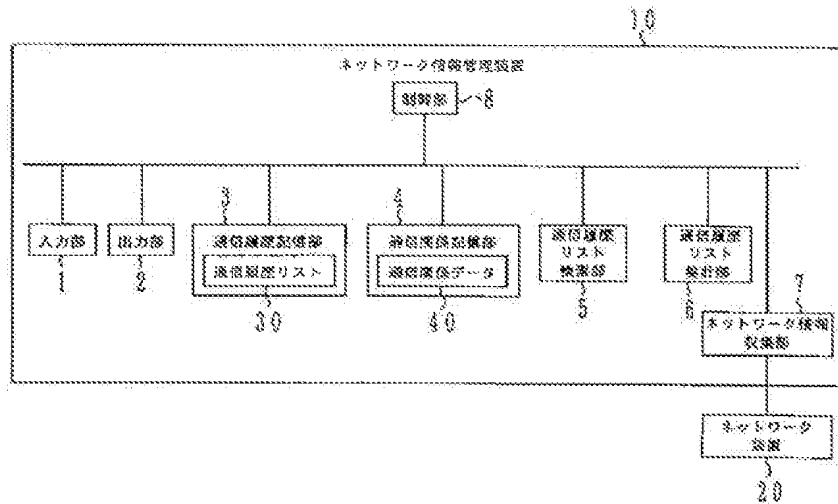 10
ネットワーク情報管理装置
制御部
8
3
4
入力部
出力部
通信履歴記憶部
通信関係記憶部
通信履歴
リスト
検索部
通信履歴
リスト
集計部
7
通信履歴リスト
通信関係データ
1
2
30
40
5
6
ネットワーク情報
収集部
ネットワーク
装置
20